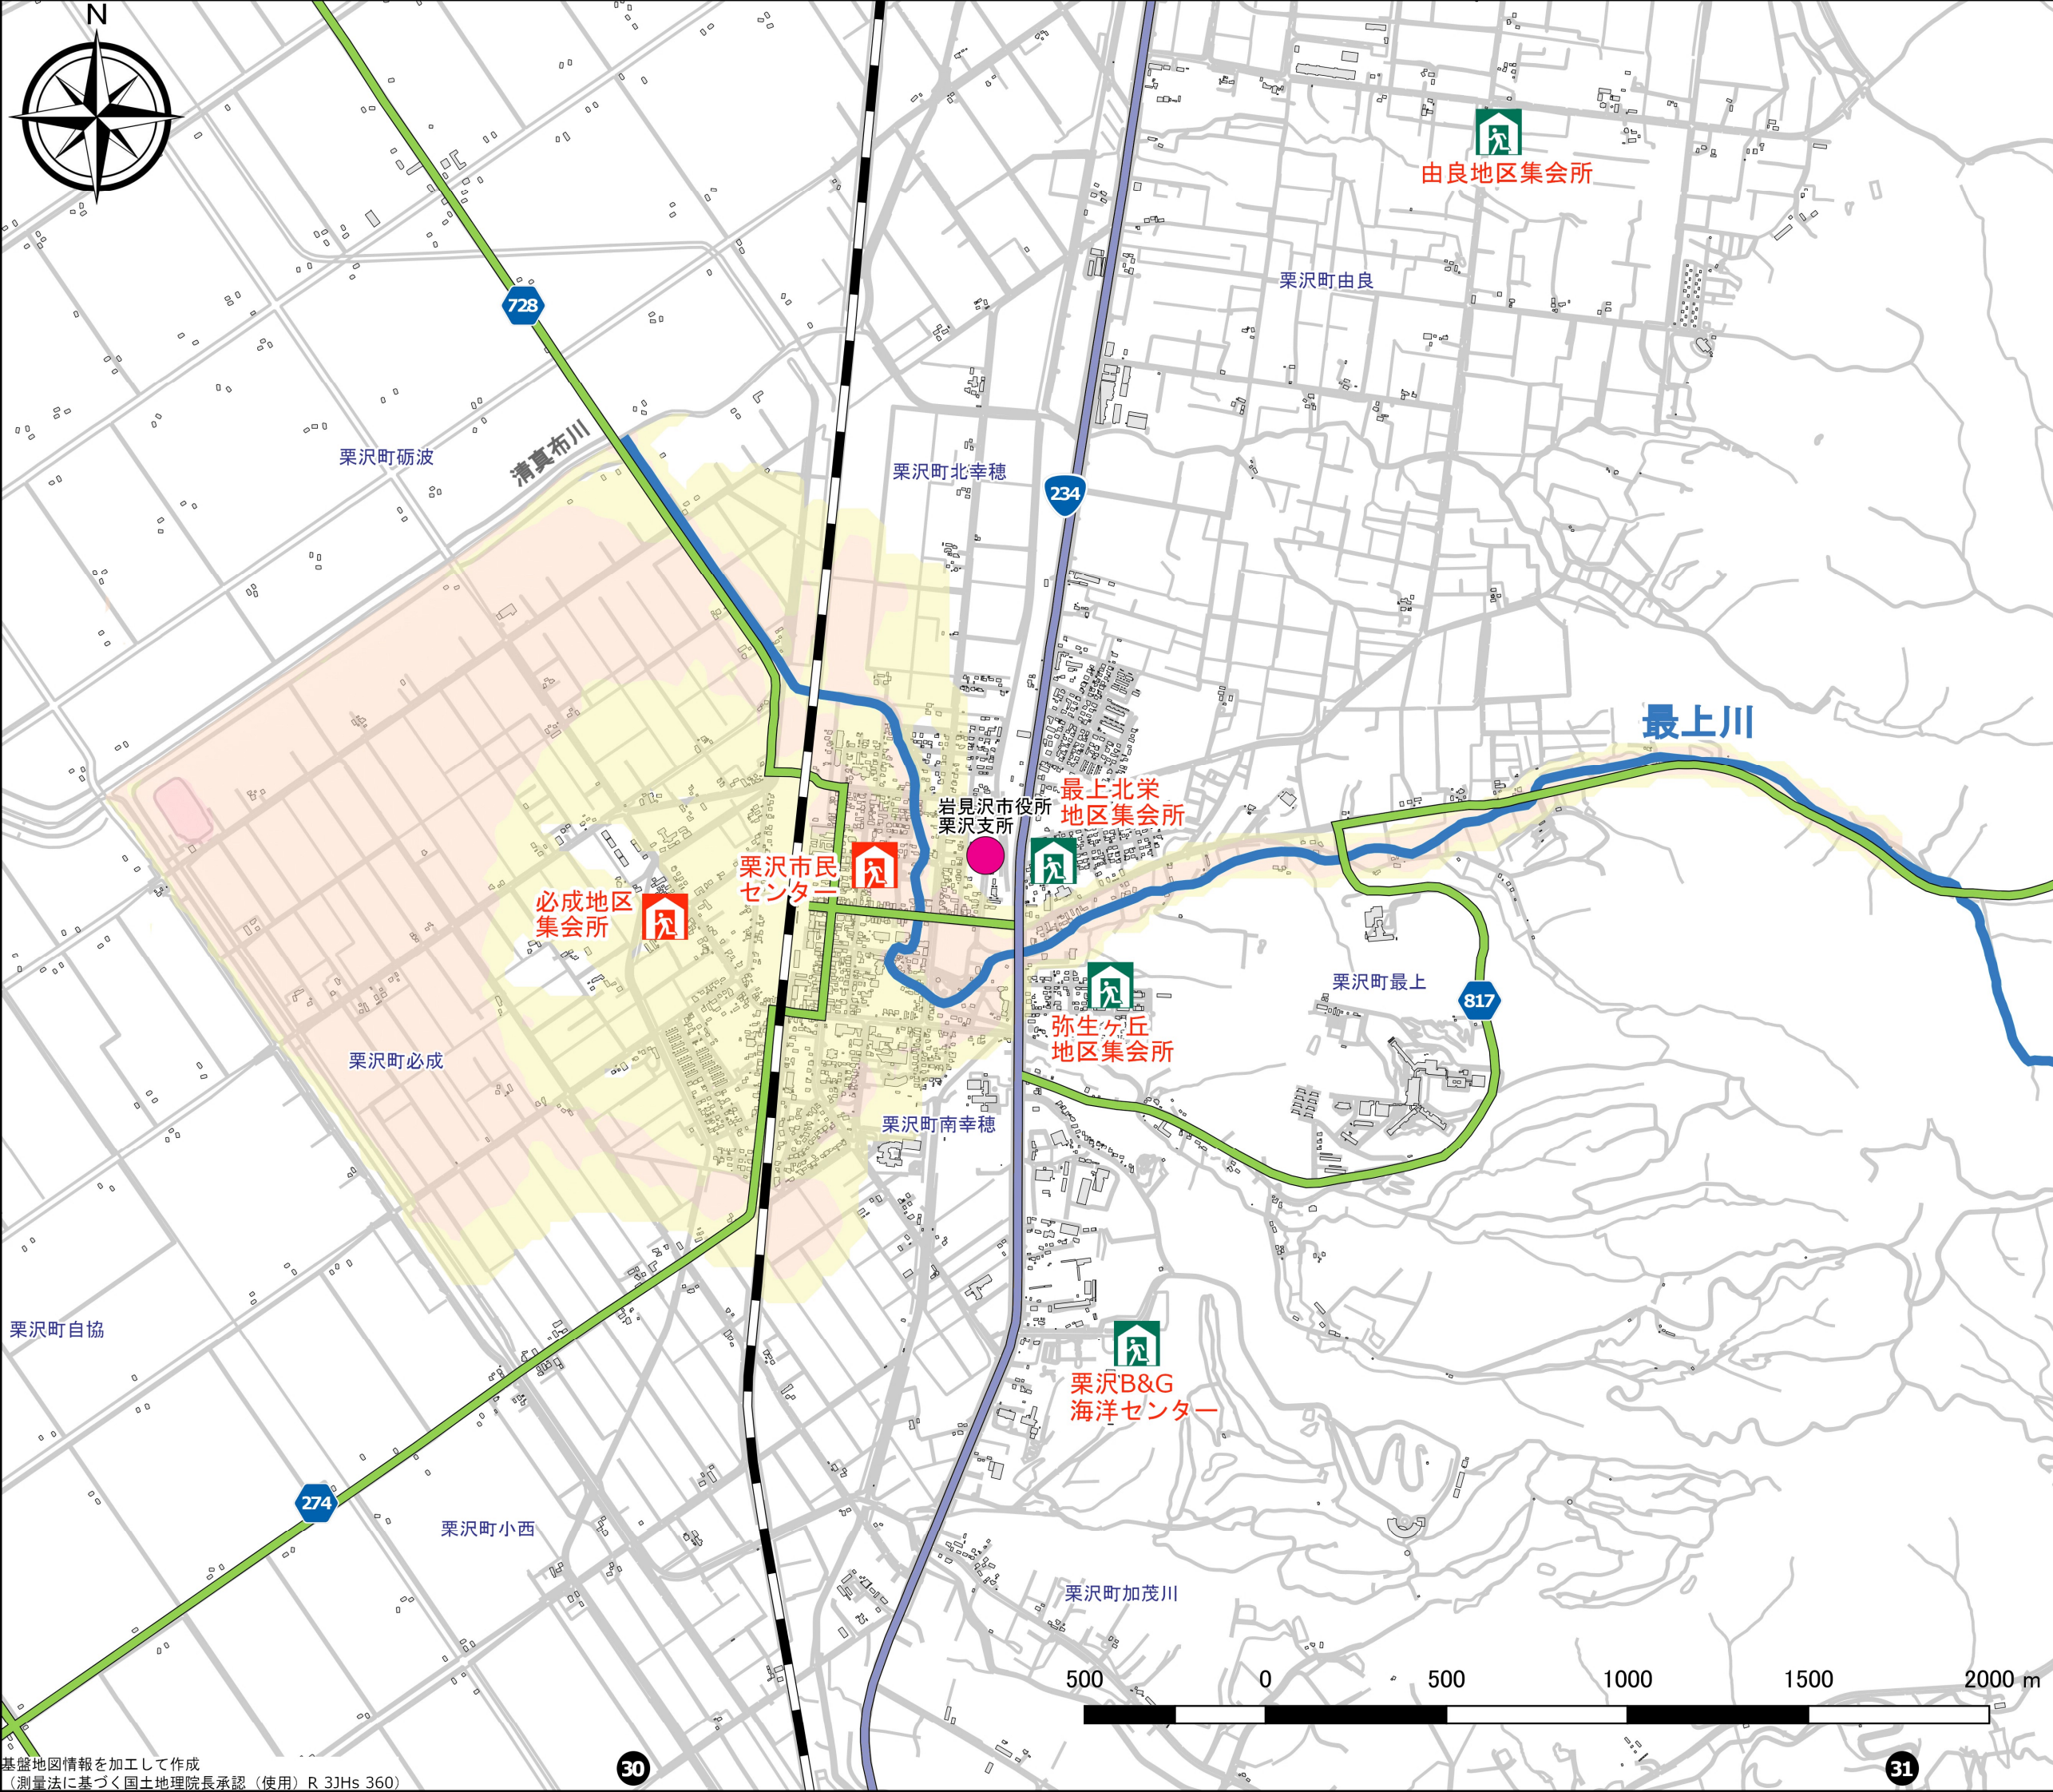 N
由良地区集会所
栗沢町由良
728
清真布川
栗沢町砺波
栗沢町北幸穂
234
最上川
最上北栄
地区集会所
岩見沢市役所
栗沢支所
栗沢市民
センター
必成地区
集会所
栗沢町最上
817
弥生ヶ丘
地区集会所
栗沢町必成
栗沢町南幸穂
栗沢町自協
栗沢B&G
海洋センター
274
栗沢町小西
栗沢町加茂川
500 0 500 1000 1500 2000 m
基盤地図情報を加工して作成
(測量法に基づく国土地理院長承認（使用）R 3JHs 360)
30
31